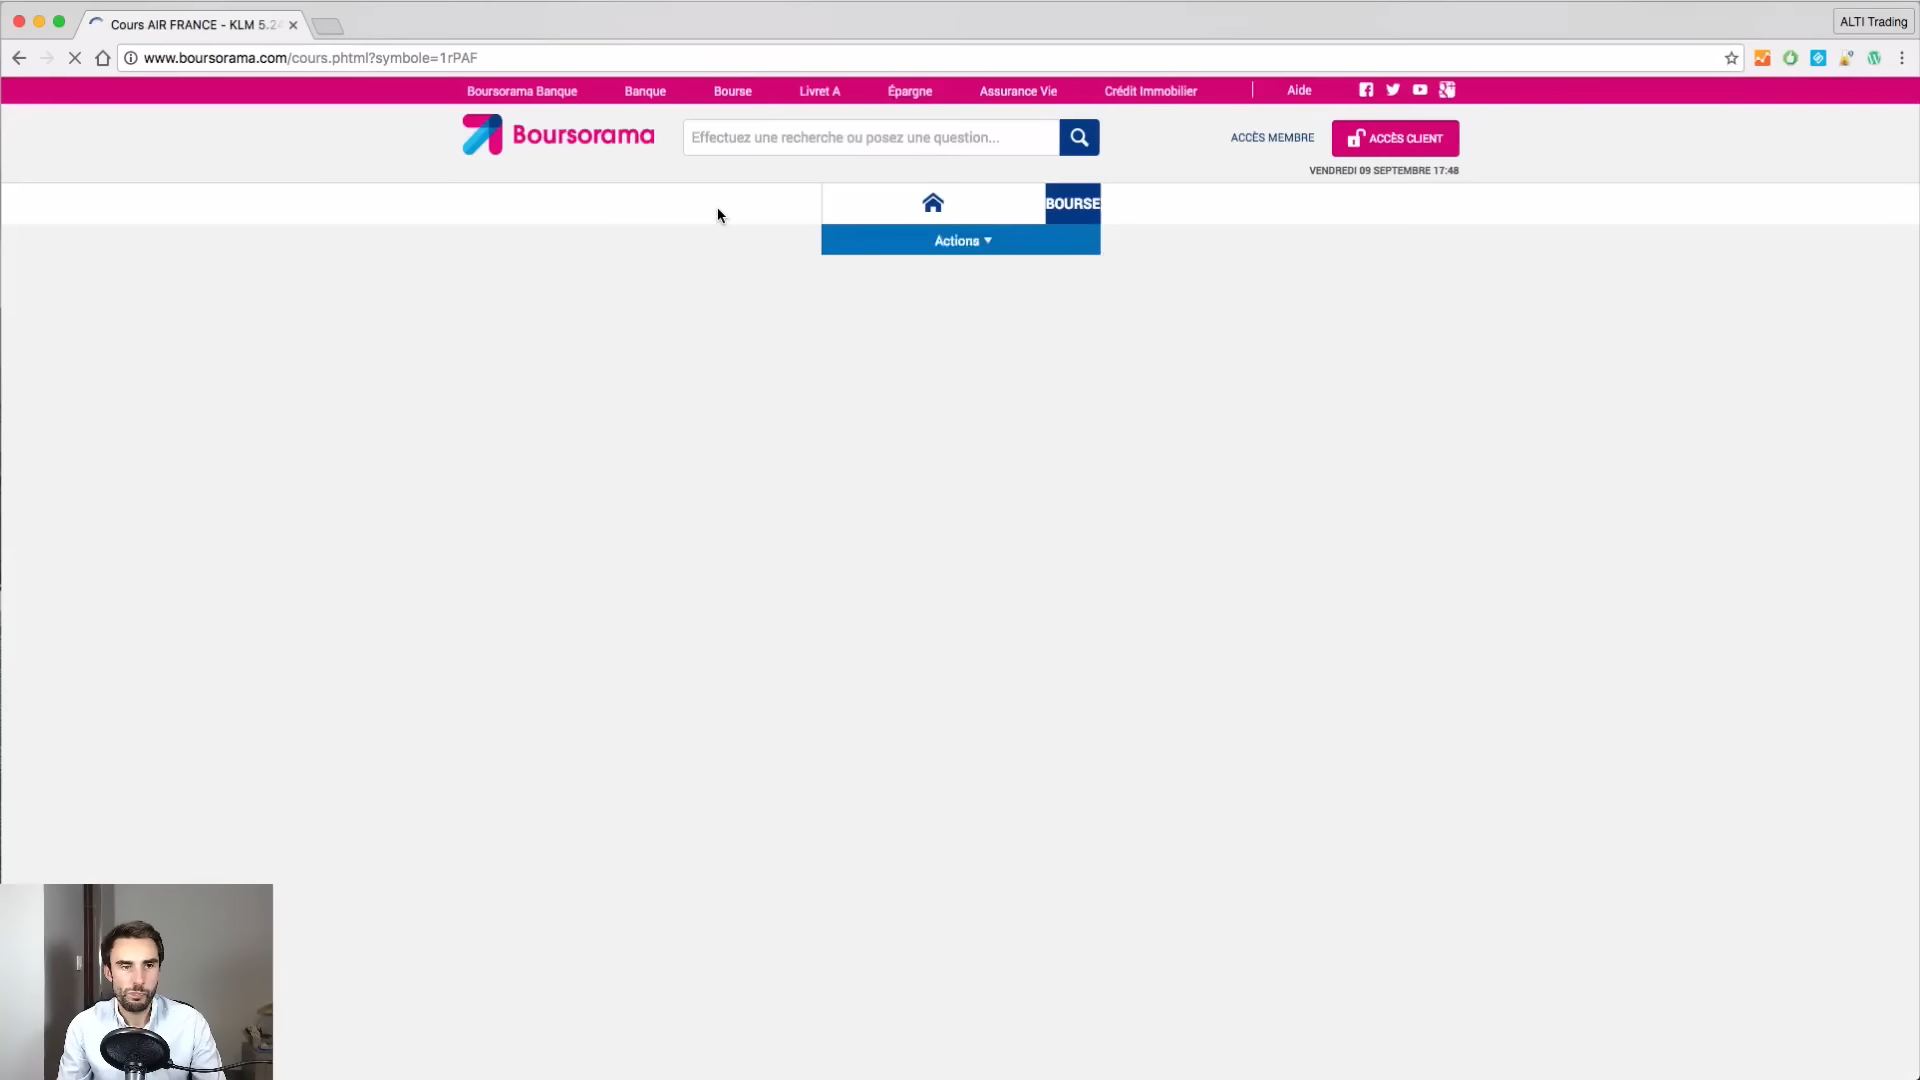 Cours AIR FRANCE - KLM 5.24
ALTI Trading
www.boursorama.com/cours.phtml?symbole=1rPAF
Boursorama Banque Banque Bourse Livret A Épargne Assurance Vie Crédit Immobilier Aide
Boursorama
Effectuez une recherche ou posez une question...
ACCÈS MEMBRE
ACCÈS CLIENT
VENDREDI 09 SEPTEMBRE 17:48
BOURSE
Actions